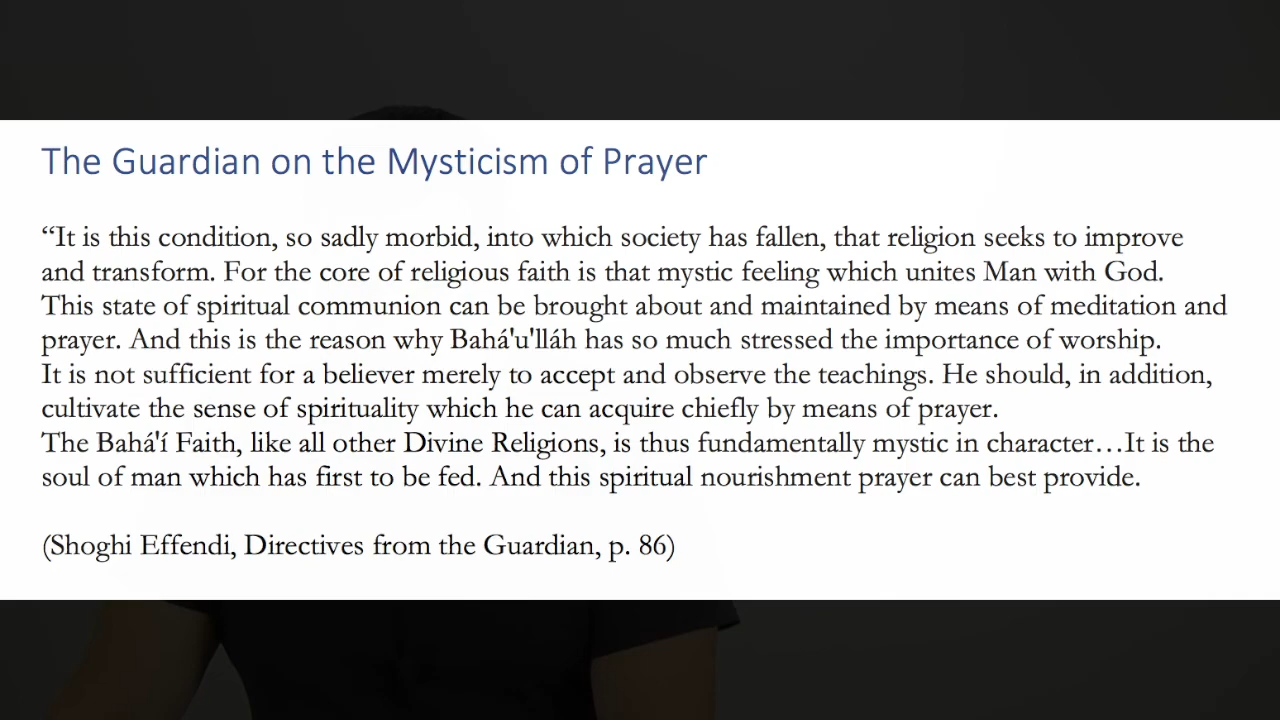 The Guardian on the Mysticism of Prayer
“It is this condition, so sadly morbid, into which society has fallen, that religion seeks to improve
and transform. For the core of religious faith is that mystic feeling which unites Man with God.
This state of spiritual communion can be brought about and maintained by means of meditation and
prayer. And this is the reason why Bahá'u'lláh has so much stressed the importance of worship.
It is not sufficient for a believer merely to accept and observe the teachings. He should, in addition,
cultivate the sense of spirituality which he can acquire chiefly by means of prayer.
The Bahá'í Faith, like all other Divine Religions, is thus fundamentally mystic in character…It is the
soul of man which has first to be fed. And this spiritual nourishment prayer can best provide.
(Shoghi Effendi, Directives from the Guardian, p. 86)